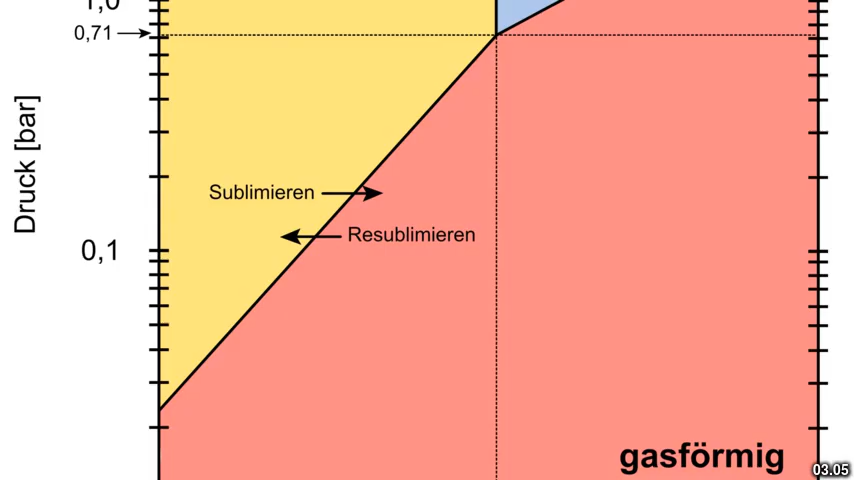 1,0
0,71
Druck [bar]
Sublimieren
Resublimieren
0,1
gasförmig
03.05